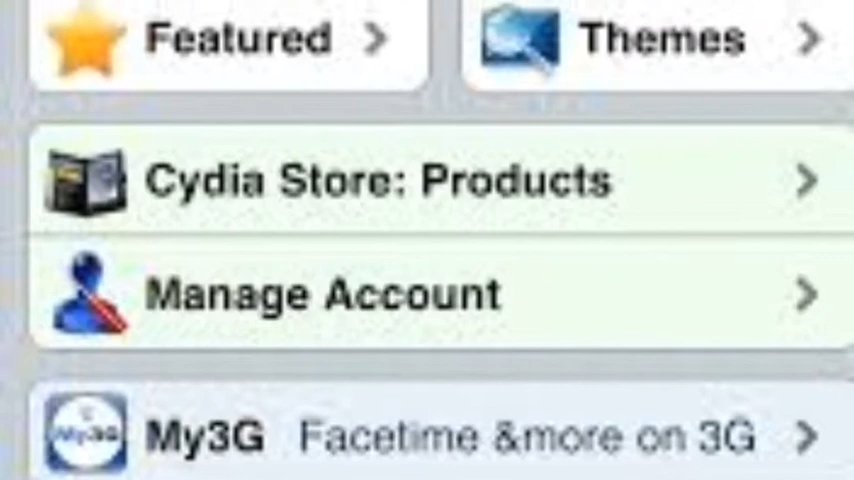 Featured Themes
Cydia Store: Products
Manage Account
My3G Facetime &more on 3G